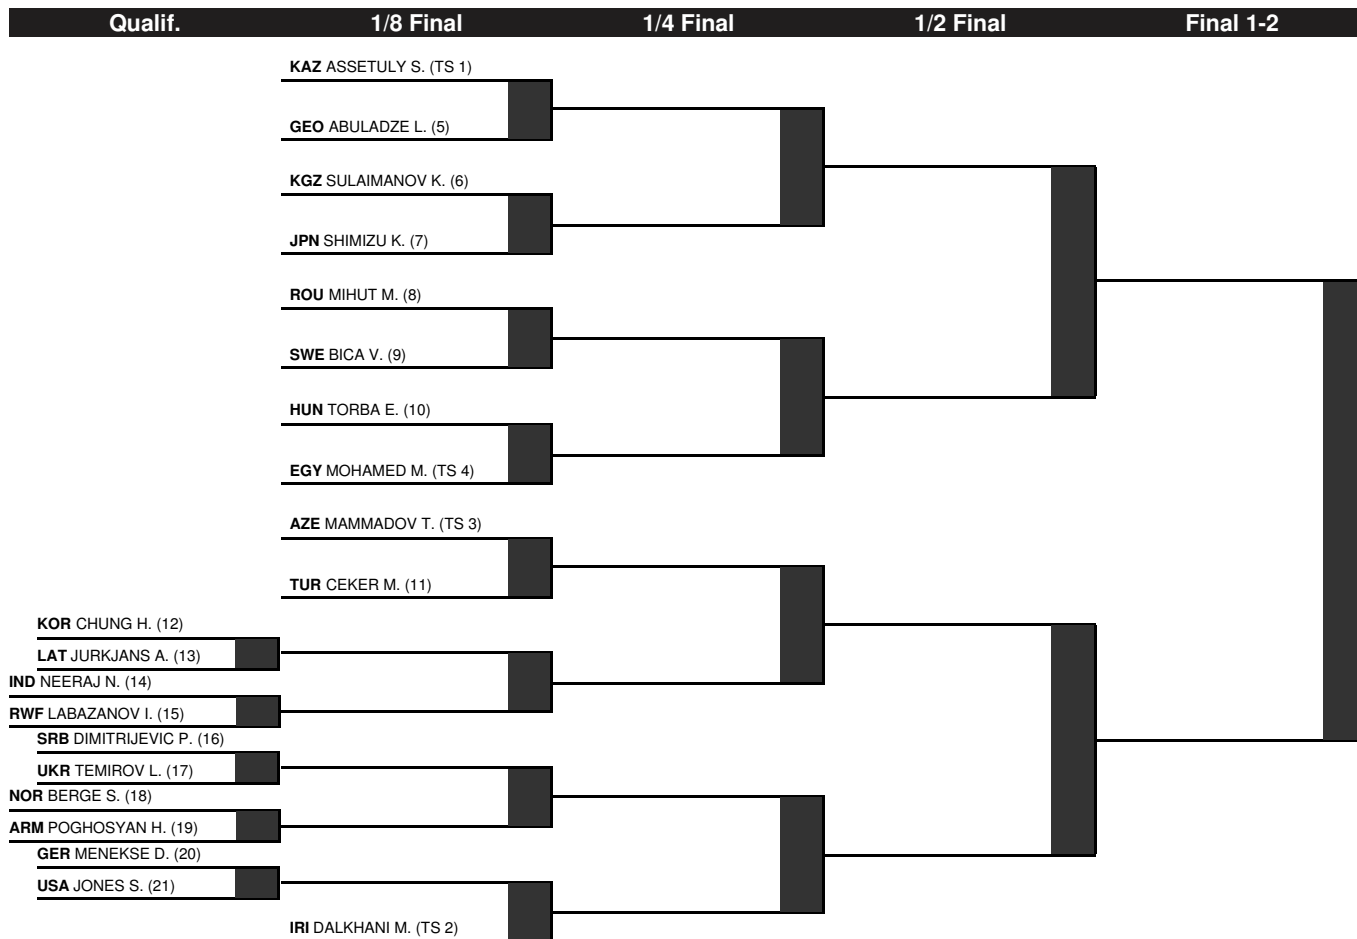 Qualif. 1/8 Final 1/4 Final 1/2 Final Final 1-2
KAZ ASSETULY S. (TS 1)
GEO ABULADZE L. (5)
KGZ SULAIMANOV K. (6)
JPN SHIMIZU K. (7)
ROU MIHUT M. (8)
SWE BICA V. (9)
HUN TORBA E. (10)
EGY MOHAMED M. (TS 4)
AZE MAMMADOV T. (TS 3)
TUR CEKER M. (11)
KOR CHUNG H. (12)
LAT JURKJANS A. (13)
IND NEERAJ N. (14)
RWF LABAZANOV I. (15)
SRB DIMITRIJEVIC P. (16)
UKR TEMIROV L. (17)
NOR BERGE S. (18)
ARM POGHOSYAN H. (19)
GER MENEKSE D. (20)
USA JONES S. (21)
IRI DALKHANI M. (TS 2)